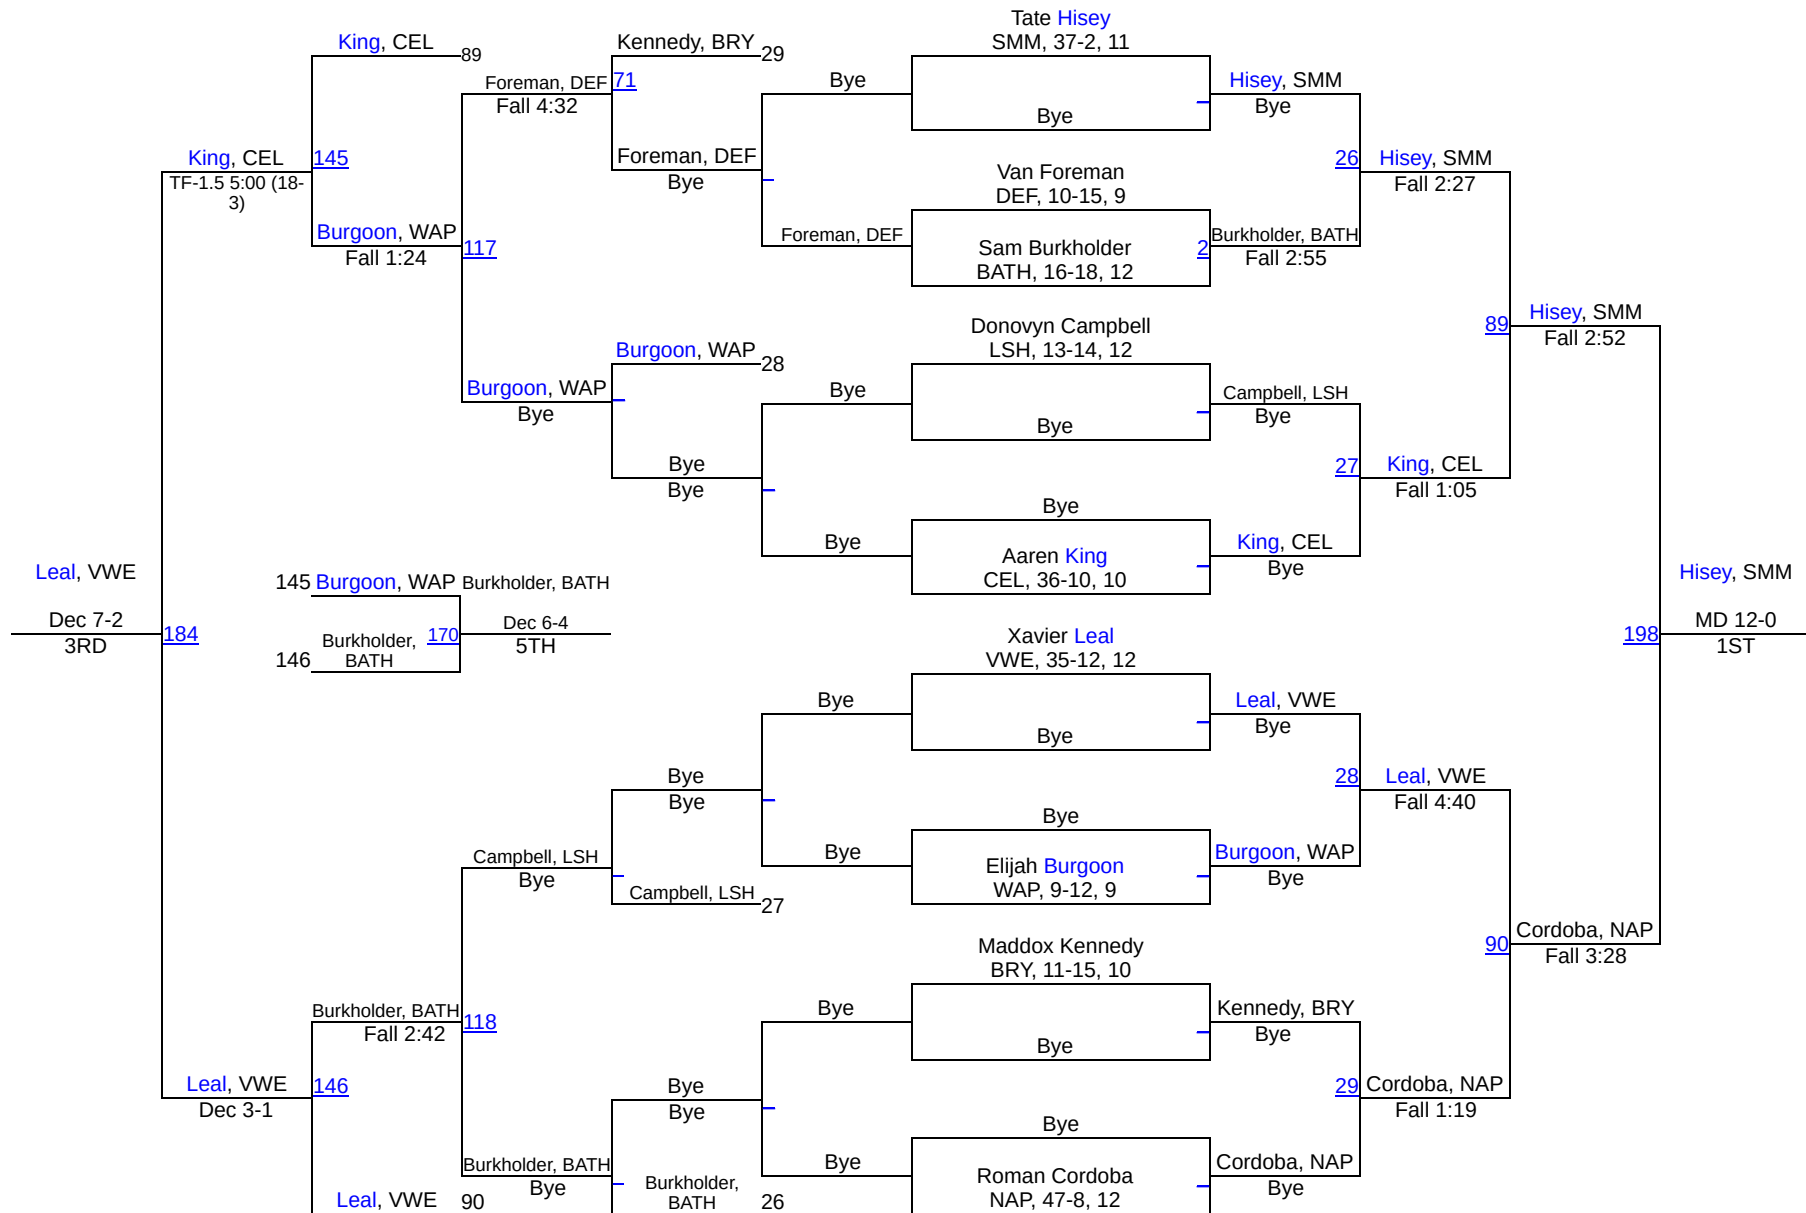 Tate Hisey
SMM, 37-2, 11
King, CEL
89
Kennedy, BRY
29
Foreman, DEF
71
Fall 4:32
Bye
Hisey, SMM
Bye
Bye
King, CEL
145
TF-1.5 5:00 (18-
3)
Foreman, DEF
Bye
Van Foreman
DEF, 10-15, 9
26
Hisey, SMM
Fall 2:27
Burgoon, WAP
117
Fall 1:24
Foreman, DEF
Sam Burkholder
BATH, 16-18, 12
2
Burkholder, BATH
Fall 2:55
Donovyn Campbell
LSH, 13-14, 12
89
Hisey, SMM
Fall 2:52
Burgoon, WAP
28
Burgoon, WAP
Bye
Bye
Campbell, LSH
Bye
Bye
Bye
Bye
27
King, CEL
Fall 1:05
Bye
Bye
Aaren King
CEL, 36-10, 10
King, CEL
Bye
Leal, VWE
145
Burgoon, WAP
Burkholder, BATH
Hisey, SMM
Dec 7-2
3RD
184
146
Burkholder,
BATH
170
Dec 6-4
5TH
Xavier Leal
VWE, 35-12, 12
198
MD 12-0
1ST
Bye
Leal, VWE
Bye
Bye
Bye
Bye
28
Leal, VWE
Fall 4:40
Bye
Campbell, LSH
Bye
Bye
Elijah Burgoon
WAP, 9-12, 9
Burgoon, WAP
Bye
Campbell, LSH
27
90
Cordoba, NAP
Fall 3:28
Maddox Kennedy
BRY, 11-15, 10
Burkholder, BATH
118
Fall 2:42
Bye
Kennedy, BRY
Bye
Bye
Leal, VWE
146
Dec 3-1
Bye
Bye
29
Cordoba, NAP
Fall 1:19
Bye
Burkholder, BATH
Bye
Burkholder,
BATH
26
Bye
Roman Cordoba
NAP, 47-8, 12
Cordoba, NAP
Bye
Leal, VWE
90